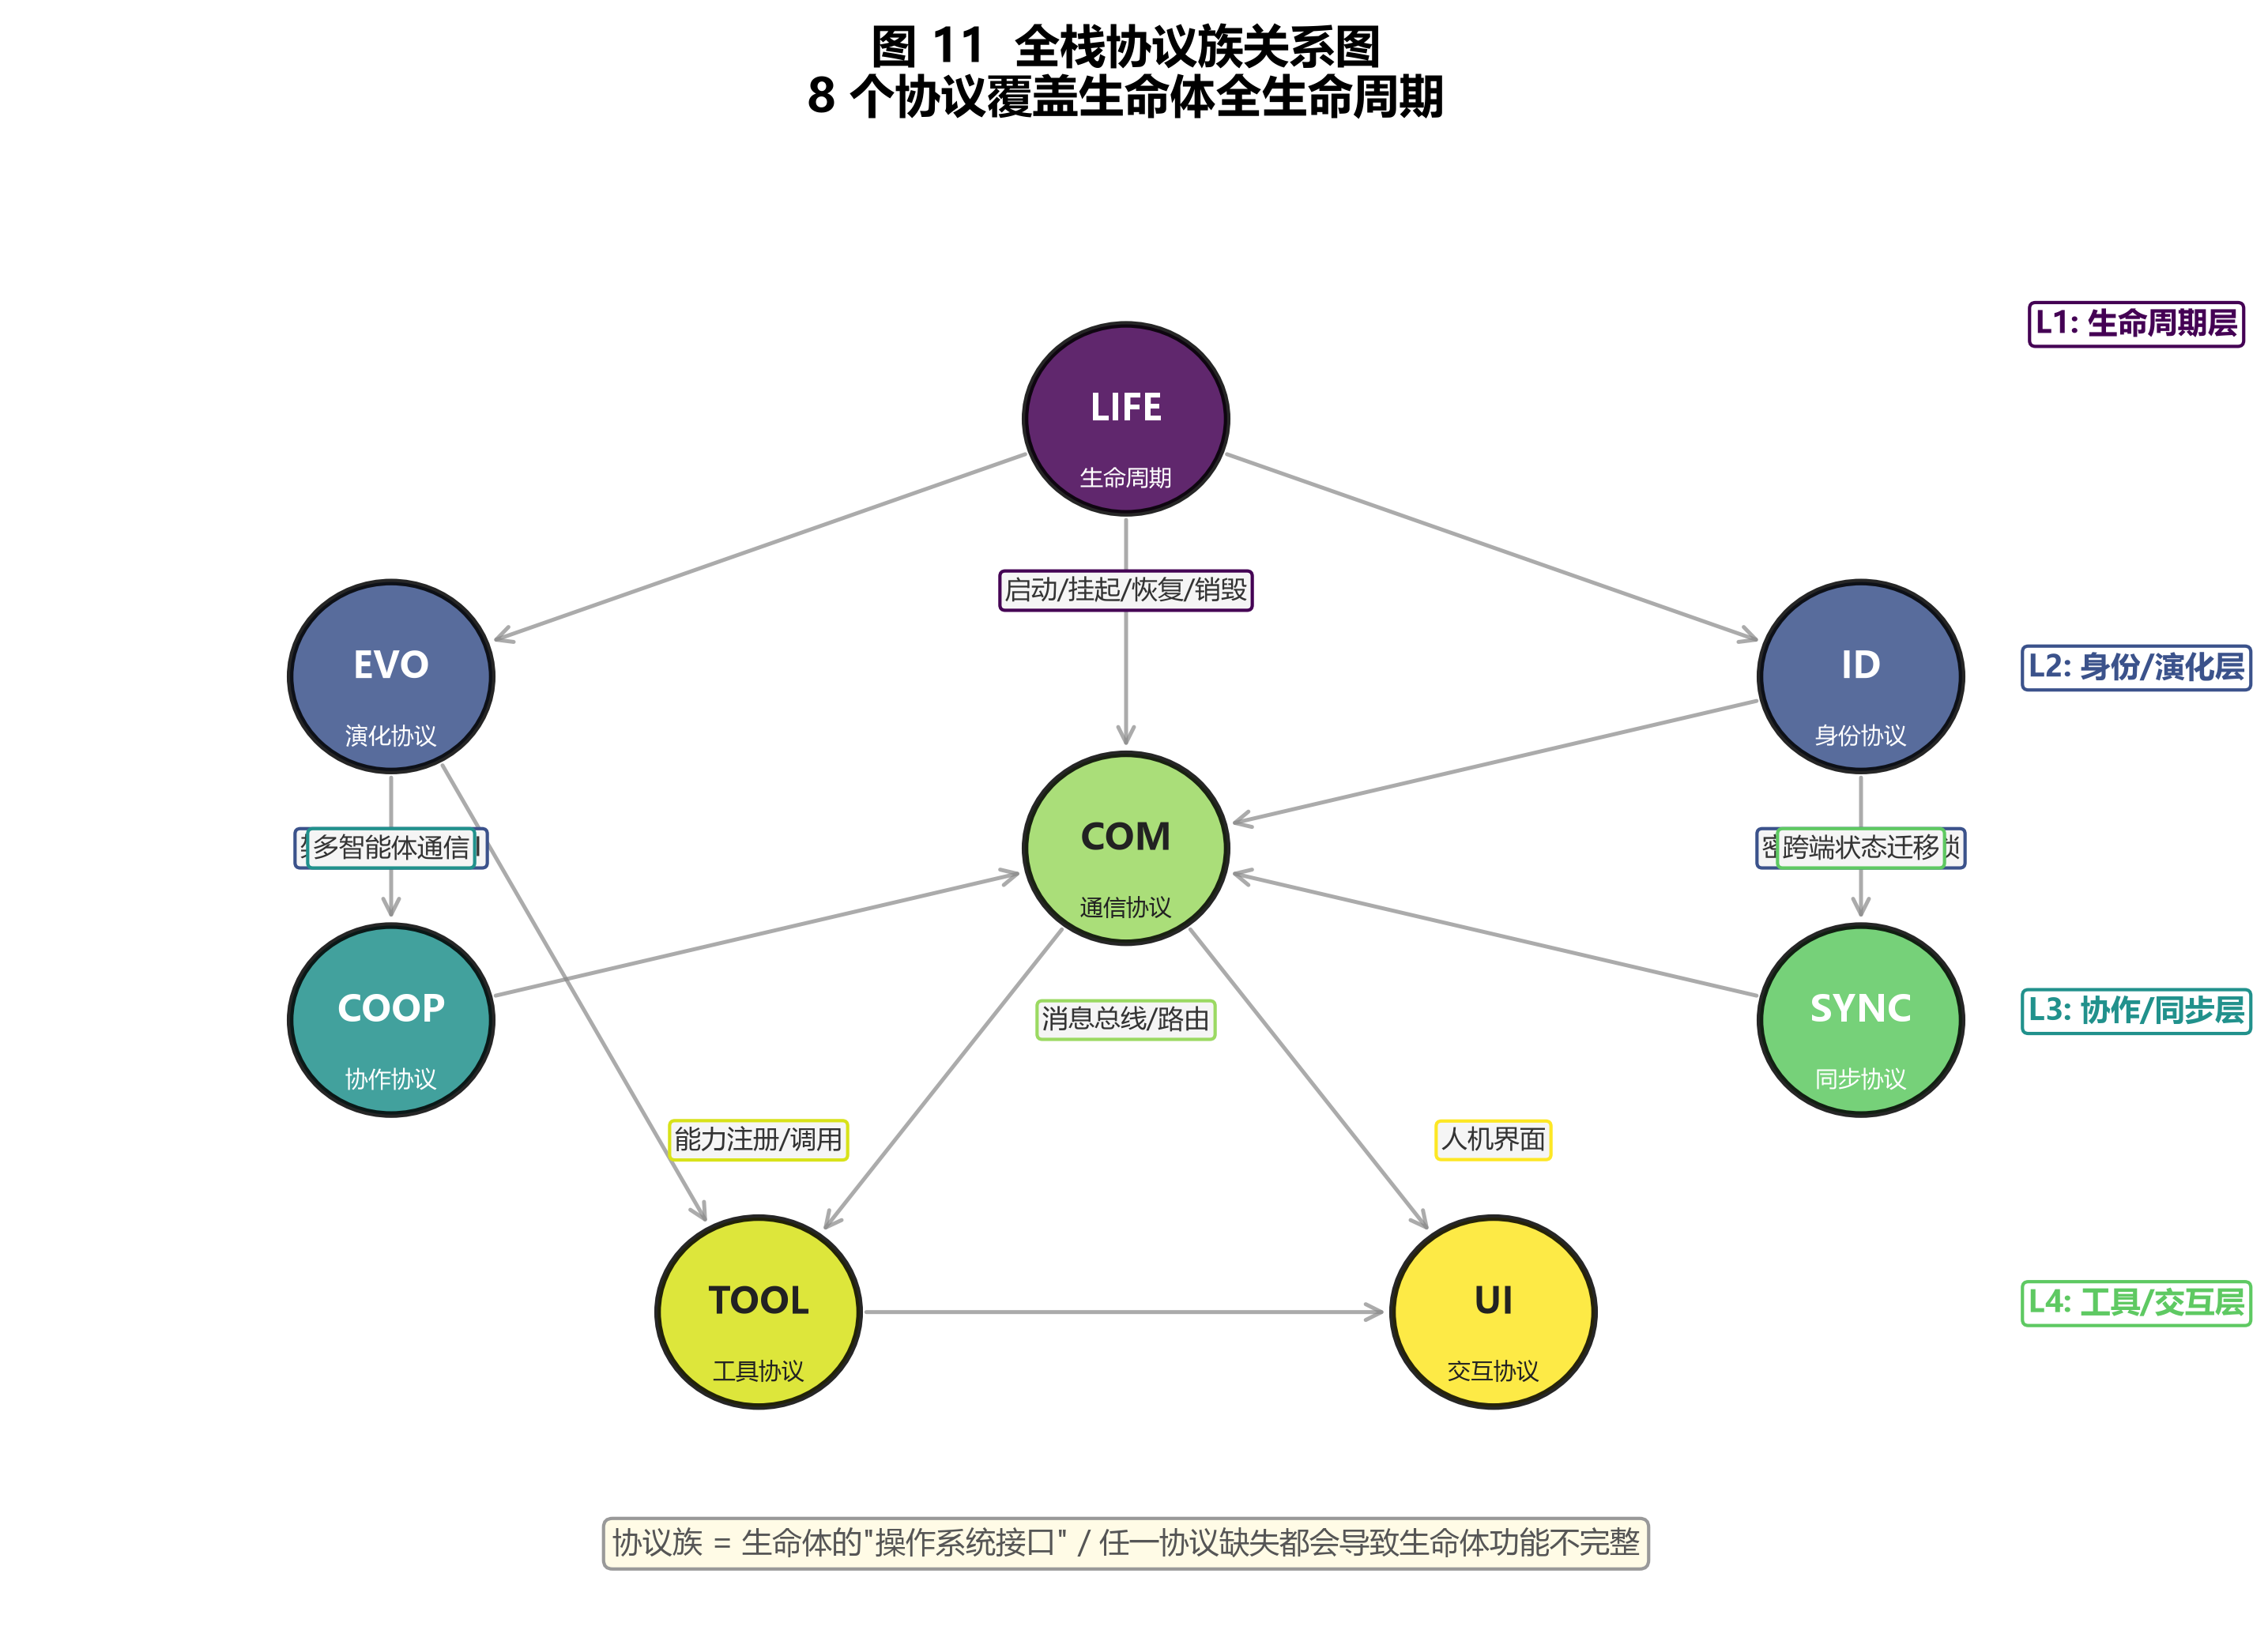 图 11 全栈协议族关系图
8 个协议覆盖生命体全生命周期
L1: 生命周期层
LIFE
生命周期
启动/挂起/恢复/销毁
EVO
演化协议
ID
身份协议
L2: 身份/演化层
多智能体通信
COM
通信协议
跨端状态迁移
COOP
协作协议
消息总线/路由
SYNC
同步协议
L3: 协作/同步层
能力注册/调用
人机界面
TOOL
工具协议
UI
交互协议
L4: 工具/交互层
协议族 = 生命体的"操作系统接口" / 任一协议缺失都会导致生命体功能不完整